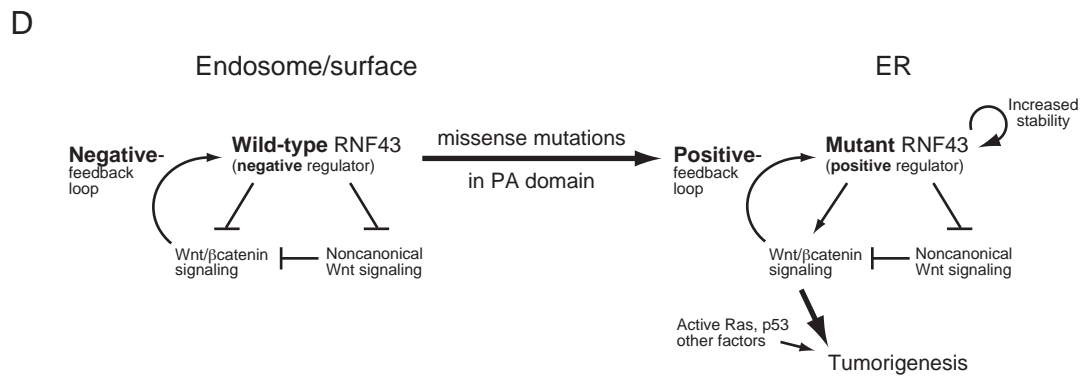 D
Endosome/surface
ER
Negative-
feedback
loop
Wild-type RNF43
(negative regulator)
missense mutations
in PA domain
Positive-
feedback
loop
Mutant RNF43
(positive regulator)
Increased
stability
Wnt/βcatenin
signaling
Noncanonical
Wnt signaling
Wnt/βcatenin
signaling
Noncanonical
Wnt signaling
Active Ras, p53
other factors
Tumorigenesis